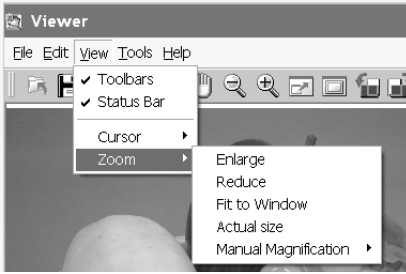 Viewer
File Edit View Tools Help
Toolbars
Status Bar
Cursor
Zoom
Enlarge
Reduce
Fit to Window
Actual size
Manual Magnification